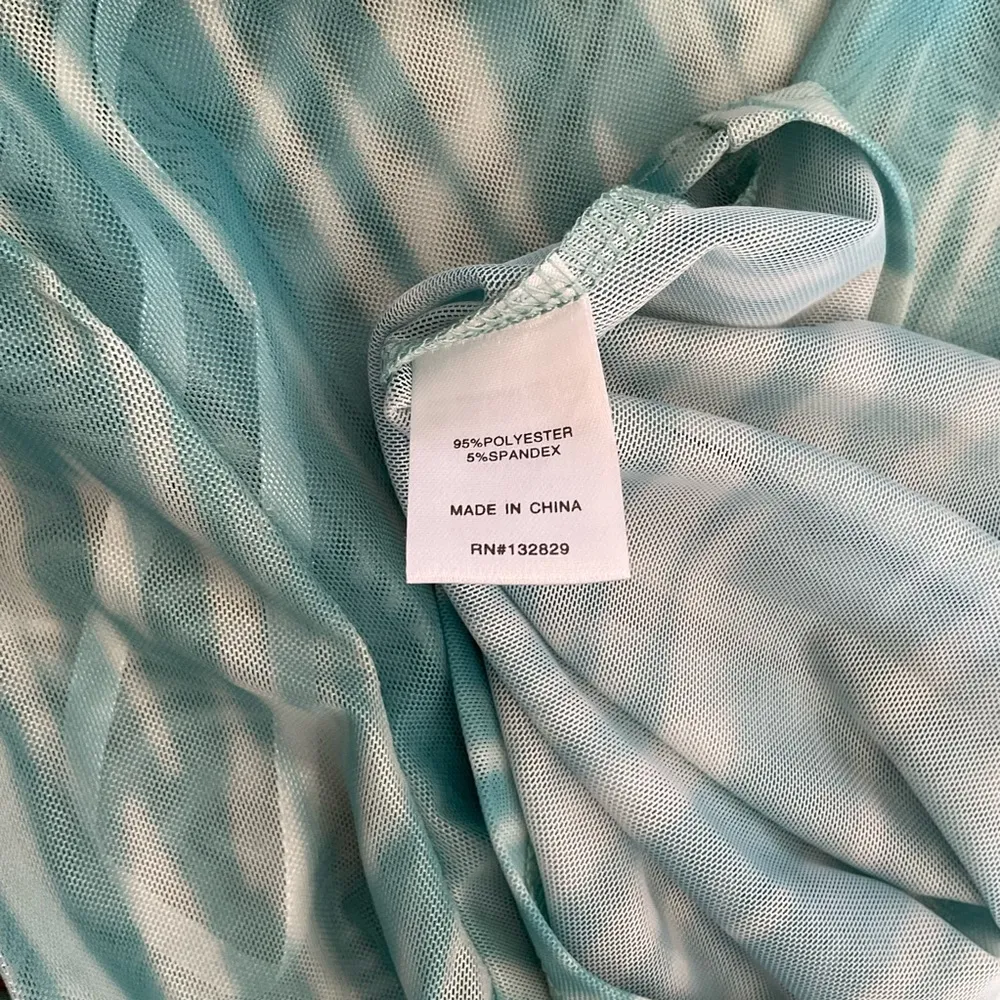 95%POLYESTER
5%SPANDEX
MADE IN CHINA
RN#132829